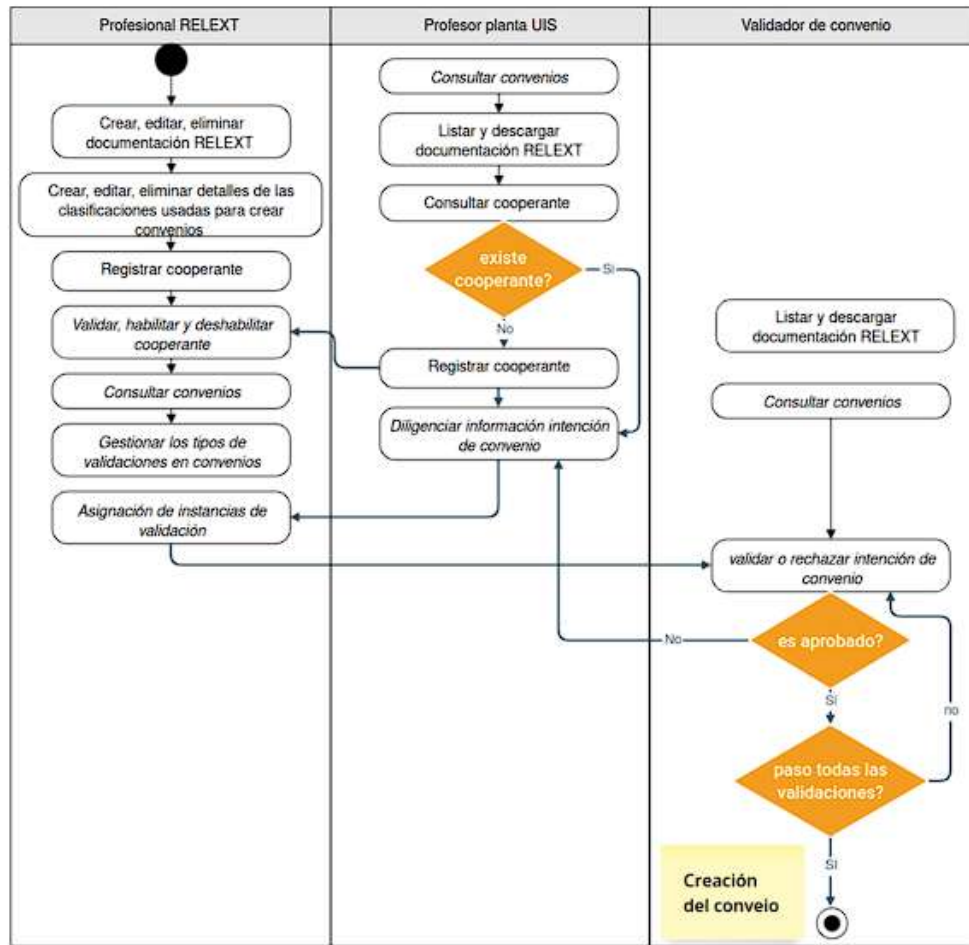 Profesional RELEXT
Profesor planta UIS
Validador de convenio
Crear, editar, eliminar
documentación RELEXT
Crear, editar, eliminar detalles de las
clasificaciones usadas para crear
convenios
Registrar cooperante
Validar, habilitar y deshabilitar
cooperante
Consultar convenios
Gestionar los tipos de
validaciones en convenios
Asignación de instancias de
validación
Consultar convenios
Listar y descargar
documentación RELEXT
Consultar cooperante
existe
cooperante?
Si
No
Registrar cooperante
Diligenciar información intención
de convenio
Listar y descargar
documentación RELEXT
Consultar convenios
validar o rechazar intención de
convenio
es aprobado?
No
Sí
paso todas las
validaciones?
no
Sí
Creación
del conveio